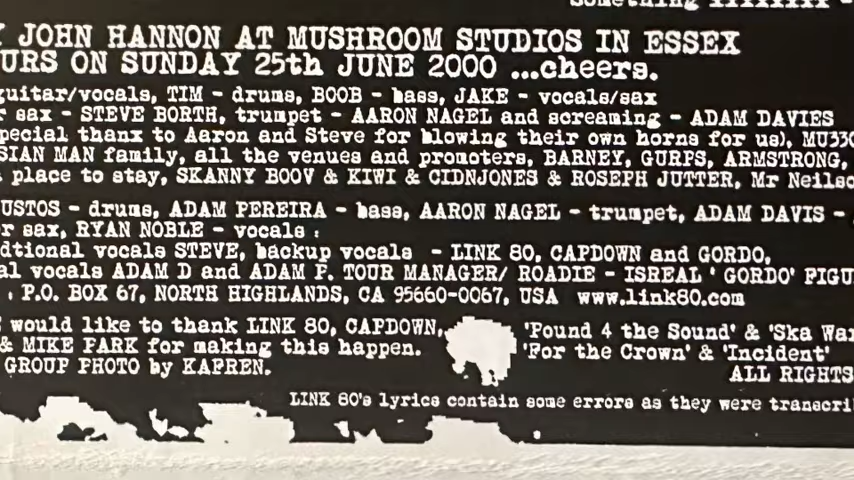 Something
JOHN HANNON AT MUSHROOM STUDIOS IN ESSEX
URS ON SUNDAY 25th JUNE 2000 ...cheers.
guitar/vocals, TIM - drums, BOOB - bass, JAKE - vocals/sax
r sax - STEVE BORTH, trumpet - AARON NAGEL and screaming - ADAM DAVIES
pecial thanx to Aaron and Steve for blowing their own horns for us), MU330
SIAN MAN family, all the venues and promoters, BARNEY, GURFS, ARMSTRONG,
place to stay, SKANNY BOOV & KIWI & CIDNJONES & ROSEPH JUTTER, Mr Neilso
USTOS - drums, ADAM PEREIRA - bass, AARON NAGEL - trumpet, ADAM DAVIS -
r sax, RYAN NOBLE - vocals :
dtional vocals STEVE, backup vocals - LINK 80, CAPDOWN and GORDO,
al vocals ADAM D and ADAM F. TOUR MANAGER/ ROADIE - ISREAL 'GORDO' FIGU
: P.O. BOX 67, NORTH HIGHLANDS, CA 95660-0067, USA www.link80.com
would like to thank LINK 80, CAPDOWN,
& MIKE PARK for making this happen.
GROUP PHOTO by KAFREN.
'Pound 4 the Sound' & 'Ska War
'For the Crown' & 'Incident'
ALL RIGHTS
LINK 80's lyrics contain some errors as they were transcri